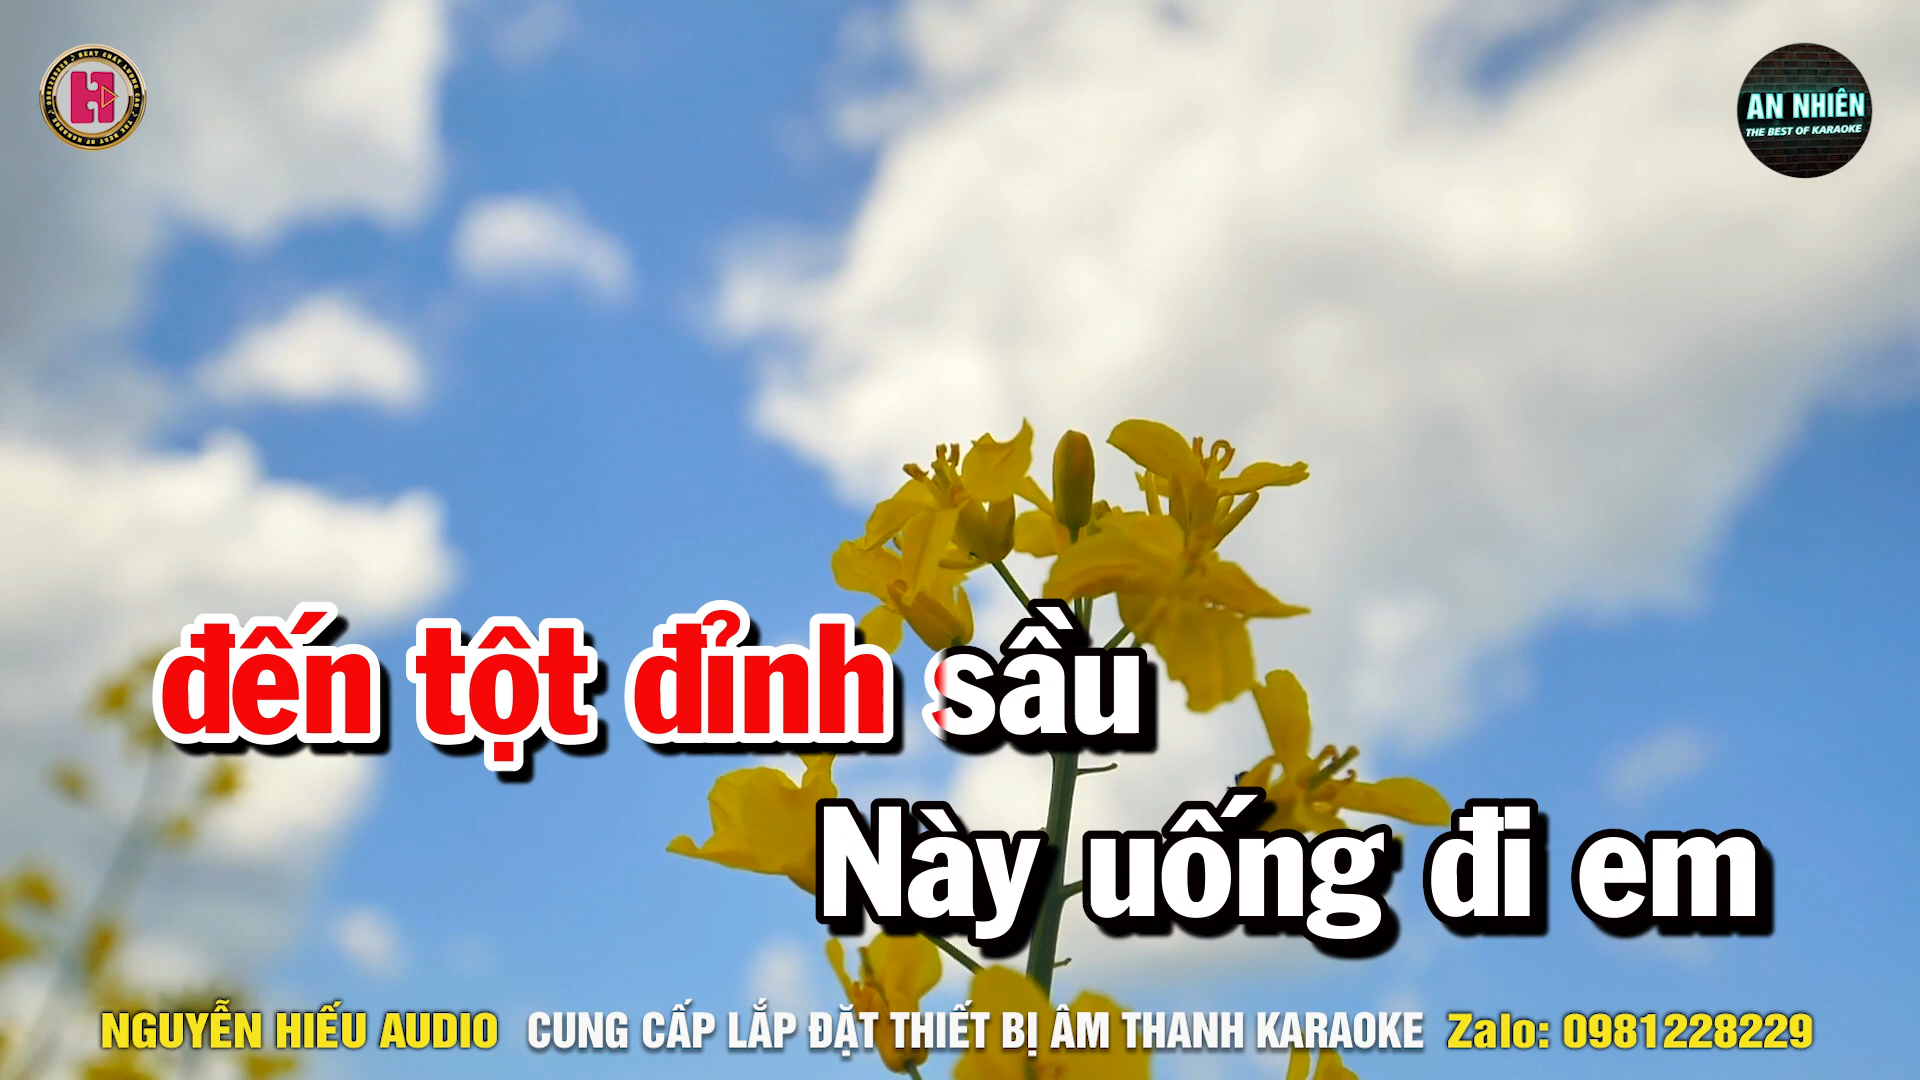 H
AN NHIÊN
THE BEST OF KARAOKE
đến tột đỉnh sầu
Này uống đi em
NGUYỄN HIẾU AUDIO CUNG CẤP LẮP ĐẶT THIẾT BỊ ÂM THANH KARAOKE Zalo: 0981228229